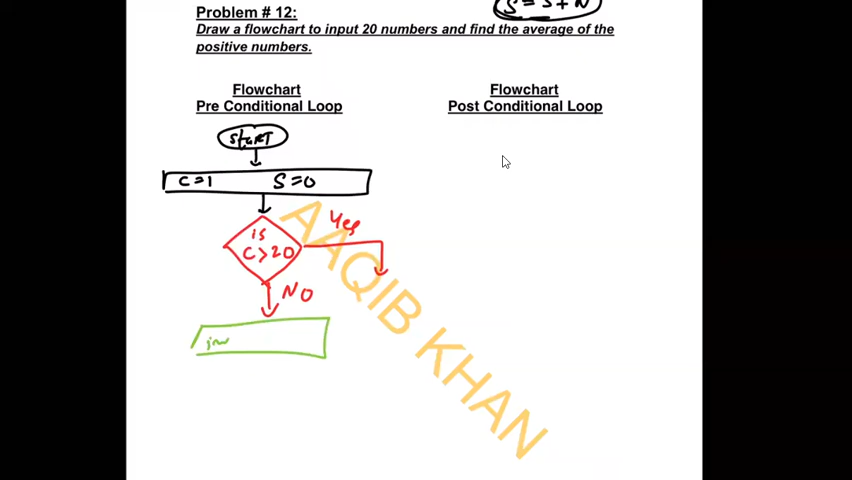 S = S + N
Problem # 12:
Draw a flowchart to input 20 numbers and find the average of the
positive numbers.
Flowchart
Pre Conditional Loop
Flowchart
Post Conditional Loop
START
C=1 S=0
is
C>20
Yes
NO
in
AAQIB KHAN